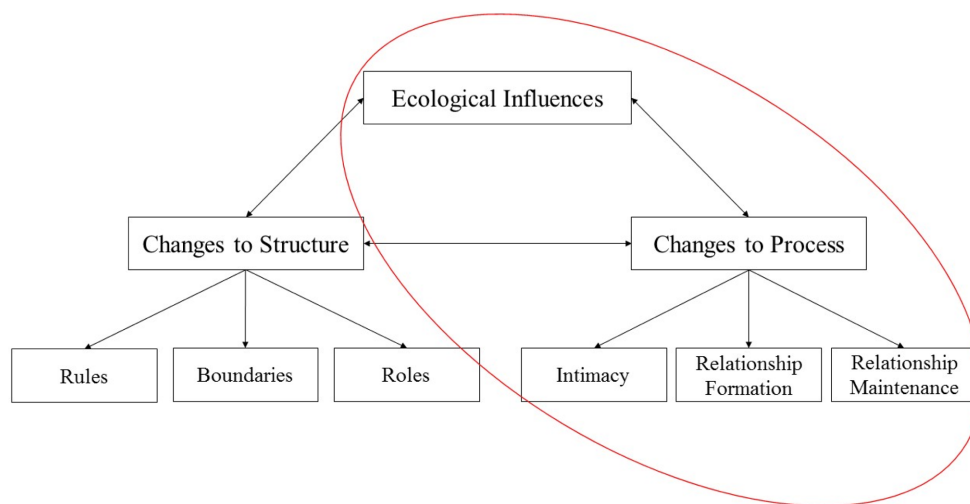 Ecological Influences
Changes to Structure
Changes to Process
Rules
Boundaries
Roles
Intimacy
Relationship
Formation
Relationship
Maintenance